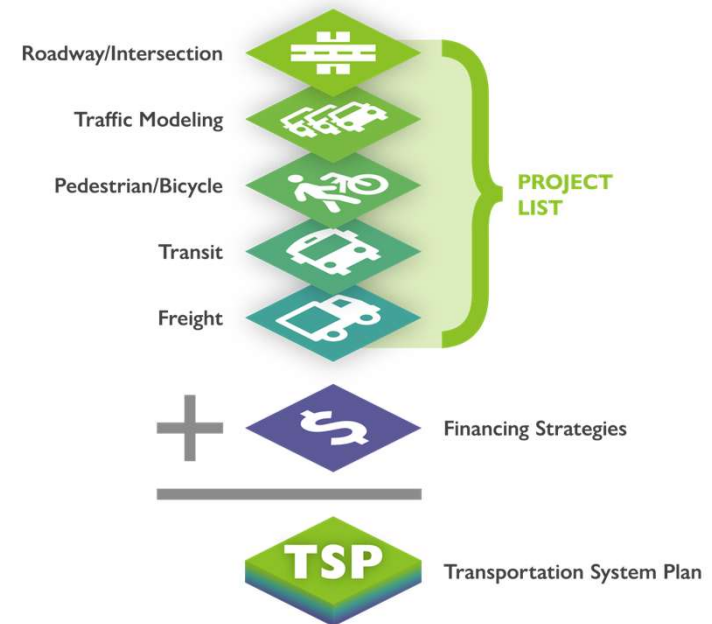 Roadway/Intersection
Traffic Modeling
Pedestrian/Bicycle
PROJECT
LIST
Transit
Freight
+
$
Financing Strategies
TSP
Transportation System Plan